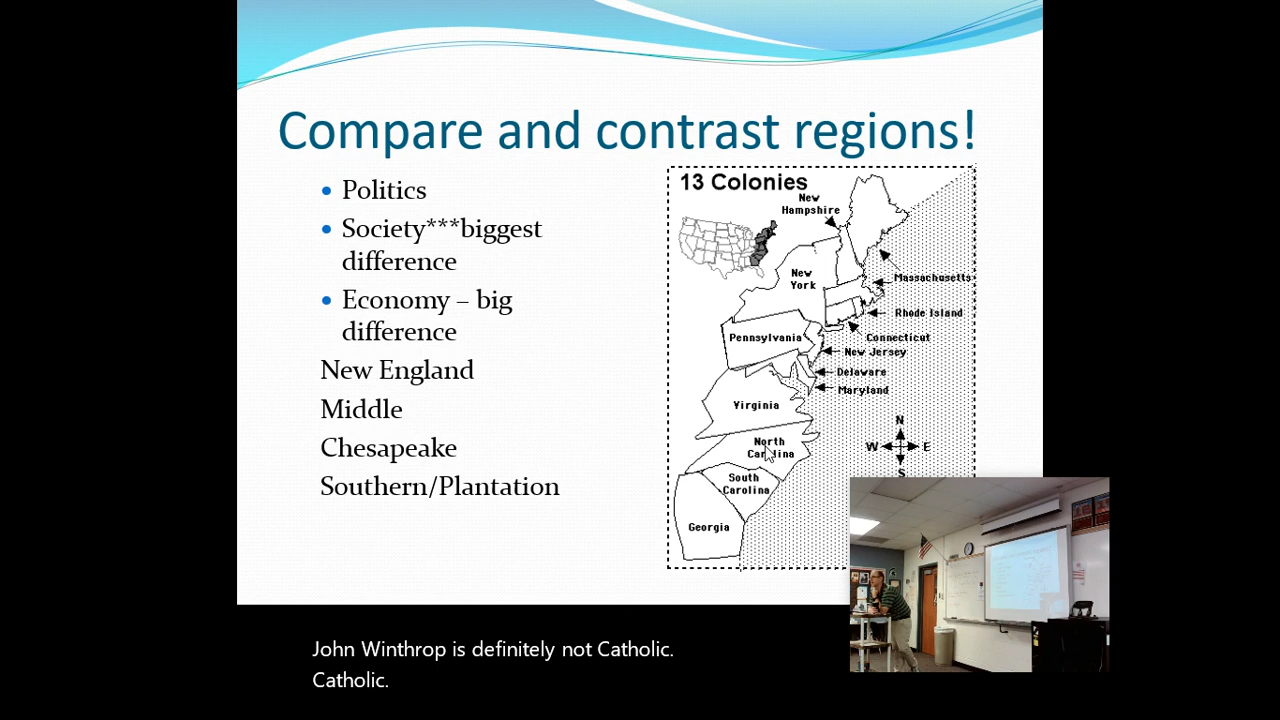 Compare and contrast regions!
• Politics
• Society***biggest
difference
• Economy – big
difference
New England
Middle
Chesapeake
Southern/Plantation
13 Colonies
New
Hampshire
New
York
Massachusetts
Rhode Island
Pennsylvania
Connecticut
New Jersey
Delaware
Maryland
Virginia
N
W E
S
North
Carolina
South
Carolina
Georgia
John Winthrop is definitely not Catholic.
Catholic.